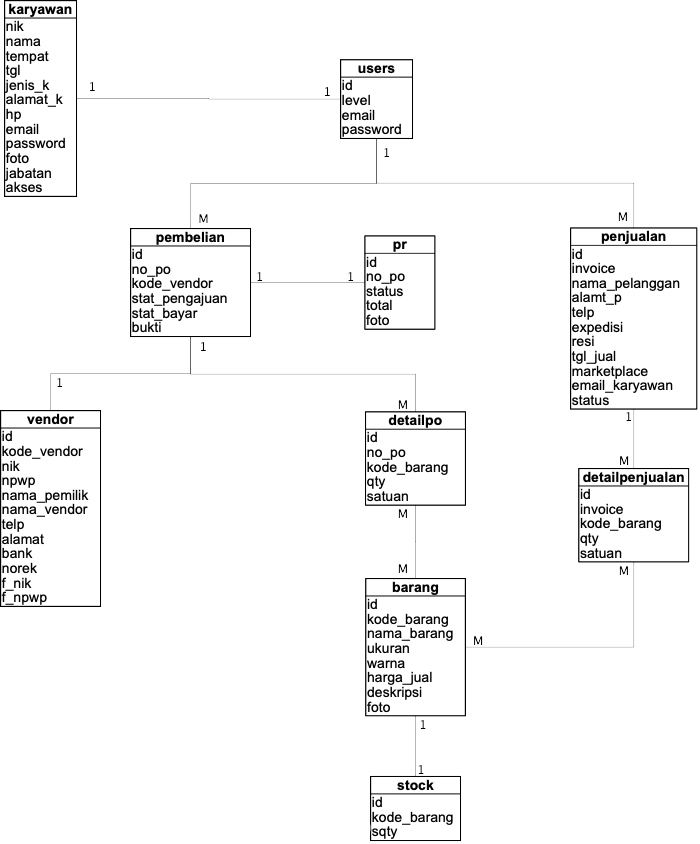 karyawan
nik
nama
tempat
tgl
jenis_k
alamat_k
hp
email
password
foto
jabatan
akses
1
1
users
id
level
email
password
1
M
M
pembelian
id
no_po
kode_vendor
stat_pengajuan
stat_bayar
bukti
1
1
pr
id
no_po
status
total
foto
penjualan
id
invoice
nama_pelanggan
alamt_p
telp
expedisi
resi
tgl_jual
marketplace
email_karyawan
status
1
1
M
1
M
vendor
id
kode_vendor
nik
npwp
nama_pemilik
nama_vendor
telp
alamat
bank
norek
f_nik
f_npwp
detailpo
id
no_po
kode_barang
qty
satuan
M
M
detailpenjualan
id
invoice
kode_barang
qty
satuan
M
M
barang
id
kode_barang
nama_barang
ukuran
warna
harga_jual
deskripsi
foto
1
1
stock
id
kode_barang
sqty